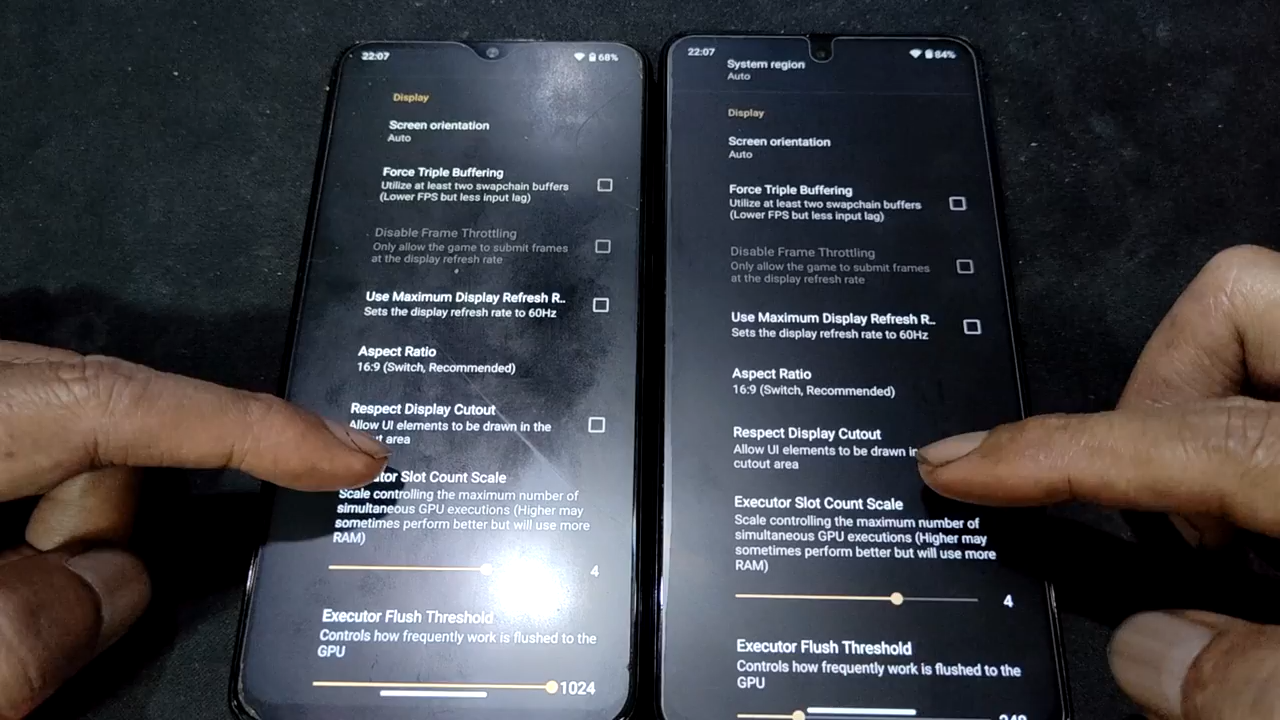 22:07
68%
Display
Screen orientation
Auto
Force Triple Buffering
Utilize at least two swapchain buffers
(Lower FPS but less input lag)
Disable Frame Throttling
Only allow the game to submit frames
at the display refresh rate
Use Maximum Display Refresh R..
Sets the display refresh rate to 60Hz
Aspect Ratio
16:9 (Switch, Recommended)
Respect Display Cutout
Allow UI elements to be drawn in the
area
Slot Count Scale
Scale controlling the maximum number of
simultaneous GPU executions (Higher may
sometimes perform better but will use more
RAM)
4
Executor Flush Threshold
Controls how frequently work is flushed to the
GPU
1024
22:07
84%
System region
Auto
Display
Screen orientation
Auto
Force Triple Buffering
Utilize at least two swapchain buffers
(Lower FPS but less input lag)
Disable Frame Throttling
Only allow the game to submit frames
at the display refresh rate
Use Maximum Display Refresh R..
Sets the display refresh rate to 60Hz
Aspect Ratio
16:9 (Switch, Recommended)
Respect Display Cutout
Allow UI elements to be drawn in
cutout area
Executor Slot Count Scale
Scale controlling the maximum number of
simultaneous GPU executions (Higher may
sometimes perform better but will use more
RAM)
4
Executor Flush Threshold
Controls how frequently work is flushed to the
GPU